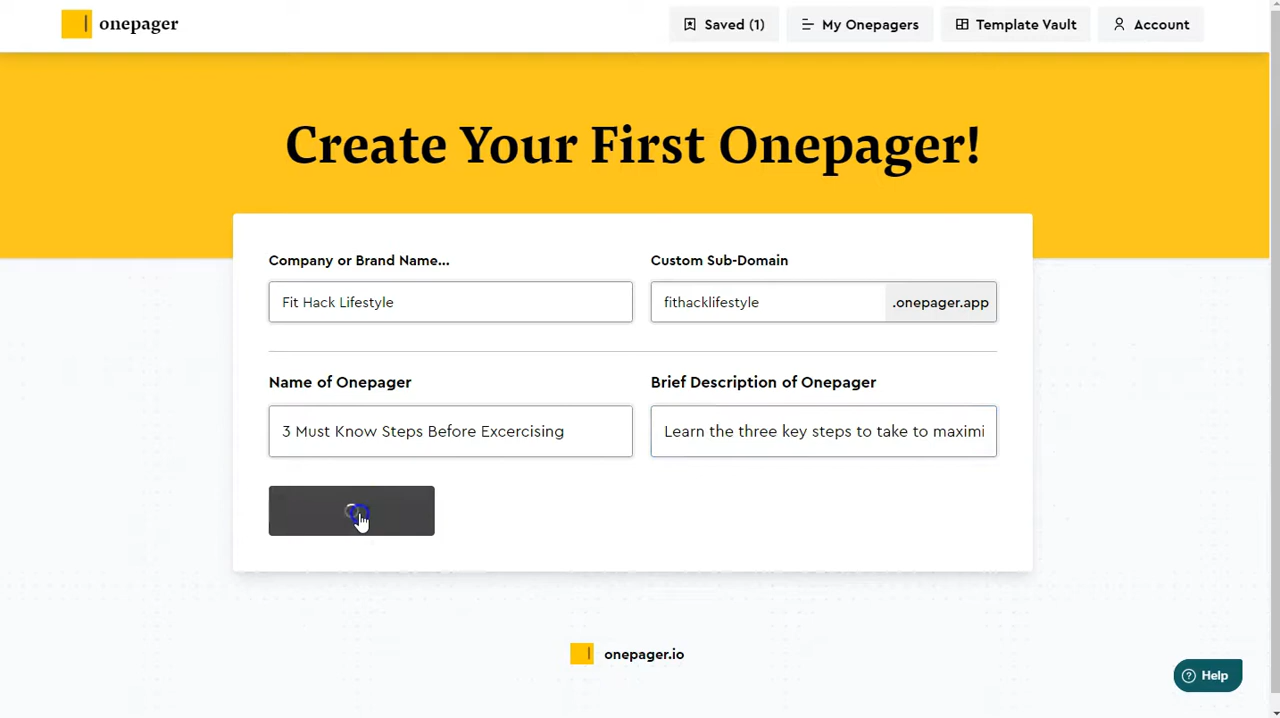 onepager
Saved (1)
My Onepagers
Template Vault
Account
Create Your First Onepager!
Company or Brand Name...
Custom Sub-Domain
Fit Hack Lifestyle
fithacklifestyle
.onepager.app
Name of Onepager
Brief Description of Onepager
3 Must Know Steps Before Excercising
Learn the three key steps to take to maximi
onepager.io
Help